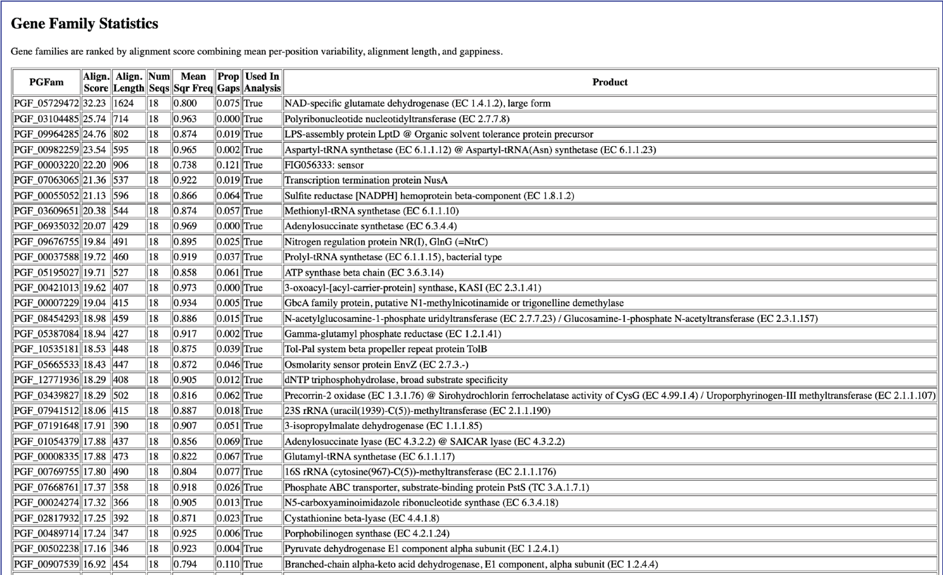 Gene Family Statistics
Gene families are ranked by alignment score combining mean per-position variability, alignment length, and gappiness.
PGFam Align. Score Align. Length Num Seqs Mean Sqr Freq Prop Gaps Used In Analysis Product
PGF_05729472 32.23 1624 18 0.800 0.075 True NAD-specific glutamate dehydrogenase (EC 1.4.1.2), large form
PGF_03104485 25.74 714 18 0.963 0.000 True Polyribonucleotide nucleotidyltransferase (EC 2.7.7.8)
PGF_09964285 24.76 802 18 0.874 0.019 True LPS-assembly protein LptD @ Organic solvent tolerance protein precursor
PGF_00982259 23.54 595 18 0.965 0.002 True Aspartyl-tRNA synthetase (EC 6.1.1.12) @ Aspartyl-tRNA(Asn) synthetase (EC 6.1.1.23)
PGF_00003220 22.20 906 18 0.738 0.121 True FIG056333: sensor
PGF_07063065 21.36 537 18 0.922 0.019 True Transcription termination protein NusA
PGF_00055052 21.13 596 18 0.866 0.064 True Sulfite reductase [NADPH] hemoprotein beta-component (EC 1.8.1.2)
PGF_03609651 20.38 544 18 0.874 0.057 True Methionyl-tRNA synthetase (EC 6.1.1.10)
PGF_06935032 20.07 429 18 0.969 0.000 True Adenylosuccinate synthetase (EC 6.3.4.4)
PGF_09676755 19.84 491 18 0.895 0.025 True Nitrogen regulation protein NR(I), GlnG (=NtrC)
PGF_00037588 19.72 460 18 0.919 0.037 True Prolyl-tRNA synthetase (EC 6.1.1.15), bacterial type
PGF_05195027 19.71 527 18 0.858 0.061 True ATP synthase beta chain (EC 3.6.3.14)
PGF_00421013 19.62 407 18 0.973 0.000 True 3-oxoacyl-[acyl-carrier-protein] synthase, KASI (EC 2.3.1.41)
PGF_00007229 19.04 415 18 0.934 0.005 True GbcA family protein, putative N1-methylnicotinamide or trigonelline demethylase
PGF_08454293 18.98 459 18 0.886 0.015 True N-acetylglucosamine-1-phosphate uridyltransferase (EC 2.7.7.23) / Glucosamine-1-phosphate N-acetyltransferase (EC 2.3.1.157)
PGF_05387084 18.94 427 18 0.917 0.002 True Gamma-glutamyl phosphate reductase (EC 1.2.1.41)
PGF_10535181 18.53 448 18 0.875 0.039 True Tol-Pal system beta propeller repeat protein TolB
PGF_05665533 18.43 447 18 0.872 0.046 True Osmolarity sensor protein EnvZ (EC 2.7.3.-)
PGF_12771936 18.29 408 18 0.905 0.012 True dNTP triphosphohydrolase, broad substrate specificity
PGF_03439827 18.29 502 18 0.816 0.062 True Precorrin-2 oxidase (EC 1.3.1.76) @ Sirohydrochlorin ferrochelatase activity of CysG (EC 4.99.1.4) / Uroporphyrinogen-III methyltransferase (EC 2.1.1.107)
PGF_07941512 18.06 415 18 0.887 0.018 True 23S rRNA (uracil(1939)-C(5))-methyltransferase (EC 2.1.1.190)
PGF_07191648 17.91 390 18 0.907 0.051 True 3-isopropylmalate dehydrogenase (EC 1.1.1.85)
PGF_01054379 17.88 437 18 0.856 0.069 True Adenylosuccinate lyase (EC 4.3.2.2) @ SAICAR lyase (EC 4.3.2.2)
PGF_00008335 17.88 473 18 0.822 0.067 True Glutamyl-tRNA synthetase (EC 6.1.1.17)
PGF_00769755 17.80 490 18 0.804 0.077 True 16S rRNA (cytosine(967)-C(5))-methyltransferase (EC 2.1.1.176)
PGF_07668761 17.37 358 18 0.918 0.026 True Phosphate ABC transporter, substrate-binding protein PstS (TC 3.A.1.7.1)
PGF_00024274 17.32 366 18 0.905 0.013 True N5-carboxyaminoimidazole ribonucleotide synthase (EC 6.3.4.18)
PGF_02817932 17.25 392 18 0.871 0.023 True Cystathionine beta-lyase (EC 4.4.1.8)
PGF_00489714 17.24 347 18 0.925 0.006 True Porphobilinogen synthase (EC 4.2.1.24)
PGF_00502238 17.16 346 18 0.923 0.004 True Pyruvate dehydrogenase E1 component alpha subunit (EC 1.2.4.1)
PGF_00907539 16.92 454 18 0.794 0.110 True Branched-chain alpha-keto acid dehydrogenase, E1 component, alpha subunit (EC 1.2.4.4)